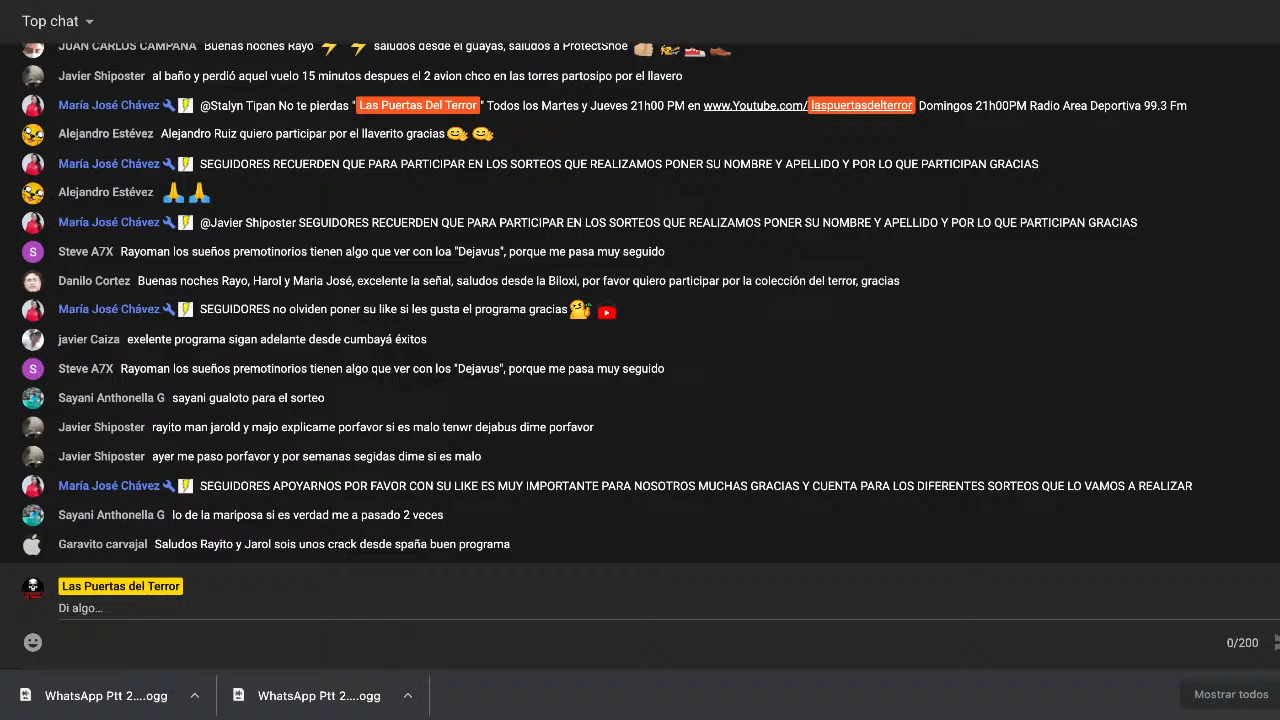 Top chat
JUAN CARLOS CAMPAÑA Buenas noches Rayo ⚡ ⚡ saludos desde el guayas, saludos a ProtectShoe
Javier Shiposter al baño y perdió aquel vuelo 15 minutos despues el 2 avion chco en las torres partosipo por el llavero
María José Chávez @Stalyn Tipan No te pierdas "Las Puertas Del Terror" Todos los Martes y Jueves 21h00 PM en www.Youtube.com/laspuertasdelterror Domingos 21h00PM Radio Area Deportiva 99.3 Fm
Alejandro Estévez Alejandro Ruiz quiero participar por el llaverito gracias
María José Chávez SEGUIDORES RECUERDEN QUE PARA PARTICIPAR EN LOS SORTEOS QUE REALIZAMOS PONER SU NOMBRE Y APELLIDO Y POR LO QUE PARTICIPAN GRACIAS
Alejandro Estévez 🙏🙏
María José Chávez @Javier Shiposter SEGUIDORES RECUERDEN QUE PARA PARTICIPAR EN LOS SORTEOS QUE REALIZAMOS PONER SU NOMBRE Y APELLIDO Y POR LO QUE PARTICIPAN GRACIAS
S Steve A7X Rayoman los sueños premotinorios tienen algo que ver con loa "Dejavus", porque me pasa muy seguido
Danilo Cortez Buenas noches Rayo, Harol y Maria José, excelente la señal, saludos desde la Biloxi, por favor quiero participar por la colección del terror, gracias
María José Chávez SEGUIDORES no olviden poner su like si les gusta el programa gracias
javier Caiza exelente programa sigan adelante desde cumbayá éxitos
S Steve A7X Rayoman los sueños premotinorios tienen algo que ver con los "Dejavus", porque me pasa muy seguido
Sayani Anthonella G sayani gualoto para el sorteo
Javier Shiposter rayito man jarold y majo explicame porfavor si es malo tenwr dejabus dime porfavor
Javier Shiposter ayer me paso porfavor y por semanas segidas dime si es malo
María José Chávez SEGUIDORES APOYARNOS POR FAVOR CON SU LIKE ES MUY IMPORTANTE PARA NOSOTROS MUCHAS GRACIAS Y CUENTA PARA LOS DIFERENTES SORTEOS QUE LO VAMOS A REALIZAR
Sayani Anthonella G lo de la mariposa si es verdad me a pasado 2 veces
Garavito carvajal Saludos Rayito y Jarol sois unos crack desde spaña buen programa
Las Puertas del Terror
Di algo...
0/200
WhatsApp Ptt 2....ogg WhatsApp Ptt 2....ogg Mostrar todos